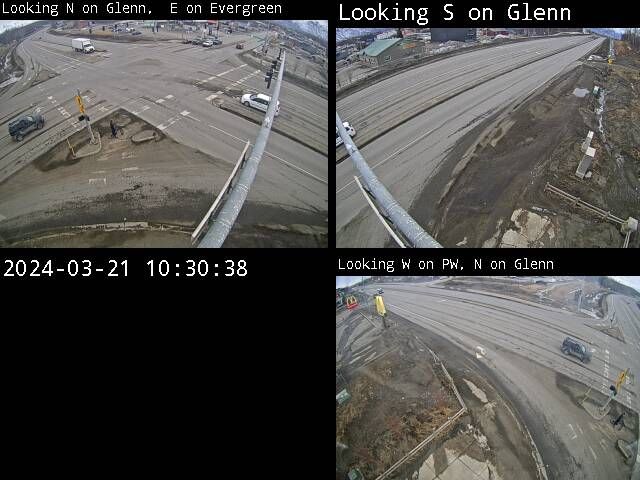 Looking N on Glenn,  E on Evergreen
Looking S on Glenn
2024-03-21 10:30:38
Looking W on PW, N on Glenn